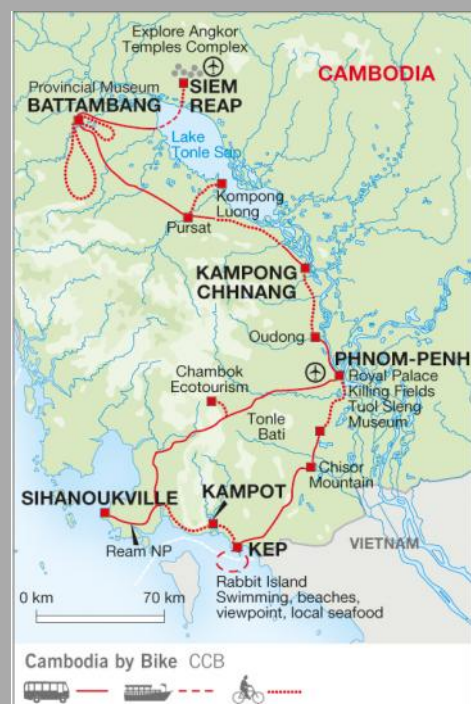 Explore Angkor
Temples Complex
CAMBODIA
Provincial Museum
BATTAMBANG
SIEM
REAP
Lake
Tonle Sap
Kompong
Luong
Pursat
KAMPONG
CHHNANG
Oudong
PHNOM-PENH
Royal Palace
Killing Fields
Tuol Sleng
Museum
Chambok
Ecotourism
Tonle
Bati
Chisor
Mountain
SIHANOUKVILLE
KAMPOT
Ream NP
KEP
VIETNAM
Rabbit Island
Swimming, beaches,
viewpoint, local seafood
0 km 70 km
Cambodia by Bike CCB